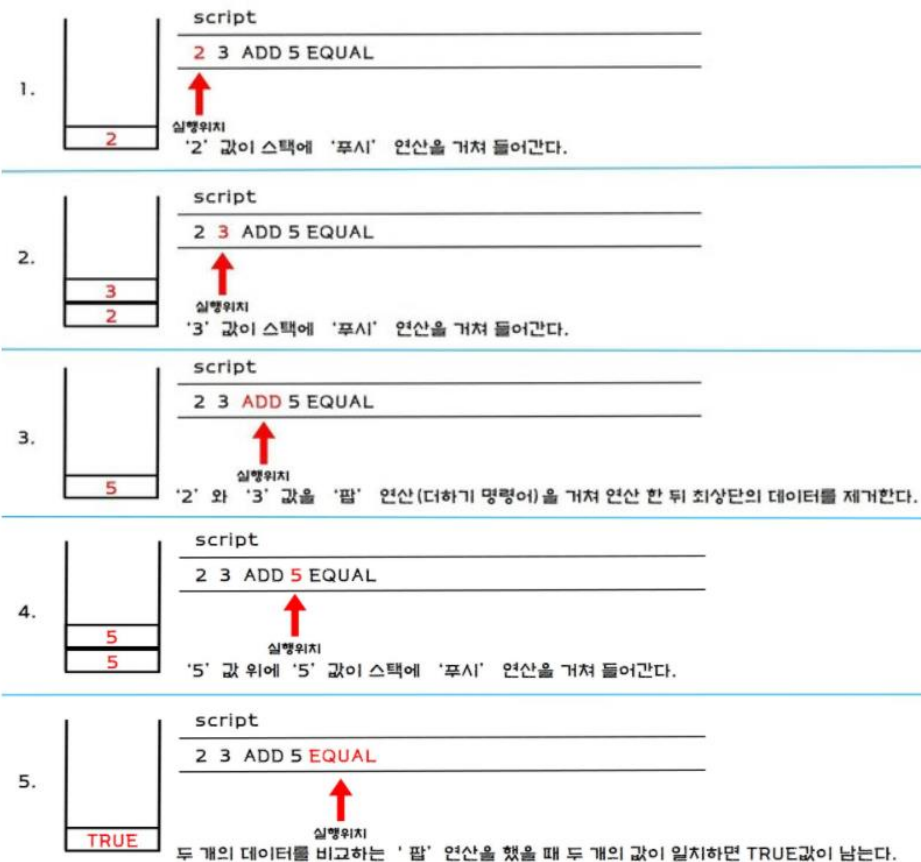 script
2 3 ADD 5 EQUAL
1.
2
실행위치
'2' 값이 스택에 '푸시' 연산을 거쳐 들어간다.
script
2 3 ADD 5 EQUAL
2.
3
2
실행위치
'3' 값이 스택에 '푸시' 연산을 거쳐 들어간다.
script
2 3 ADD 5 EQUAL
3.
5
실행위치
'2' 와 '3' 값을 '팝' 연산(더하기 명령어)을 거쳐 연산 한 뒤 최상단의 데이터를 제거한다.
script
2 3 ADD 5 EQUAL
4.
5
5
실행위치
'5' 값 위에 '5' 값이 스택에 '푸시' 연산을 거쳐 들어간다.
script
2 3 ADD 5 EQUAL
5.
TRUE
실행위치
두 개의 데이터를 비교하는 ' 팝' 연산을 했을 때 두 개의 값이 일치하면 TRUE값이 남는다.